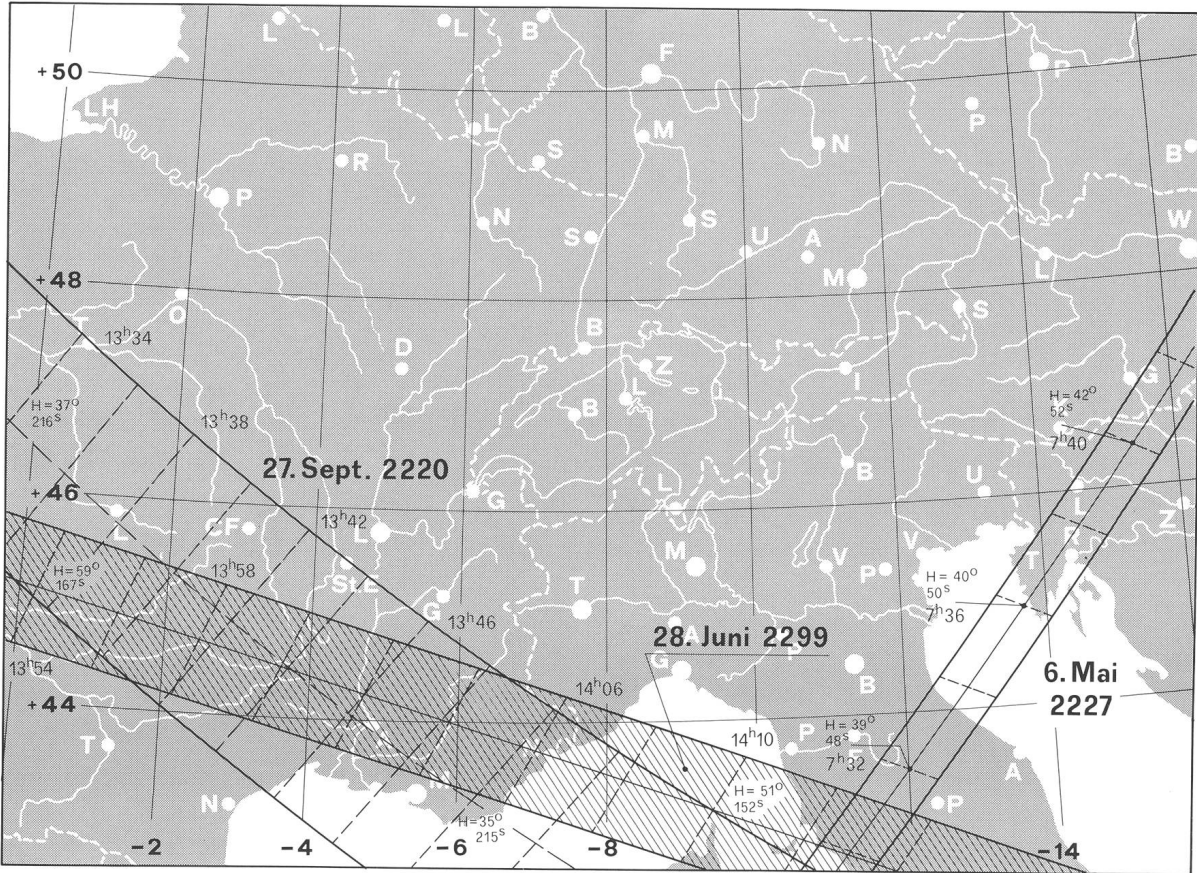 L L B F P
+50
LH L M P
R S N B
P
N S S U A W
L
+48 O M S
T 13ʰ34 B
D Z I G
H=37° L H=42°
216ˢ B 52ˢ
K
13ʰ38 7ʰ40
27. Sept. 2220 B
+46 G L U
L CF 13ʰ42 L L Z
M V P V R
H=59° 13ʰ58 T H=40°
167ˢ St.E 50ˢ
G T 7ʰ36
13ʰ46
28. Juni 2299 A P
13ʰ54 G B 6. Mai
2227
+44 14ʰ06
T 14ʰ10 P H=39°
F 48ˢ
7ʰ32
N M H=51° P A
H=35° 152ˢ
215ˢ
-2 -4 -6 -8 -14